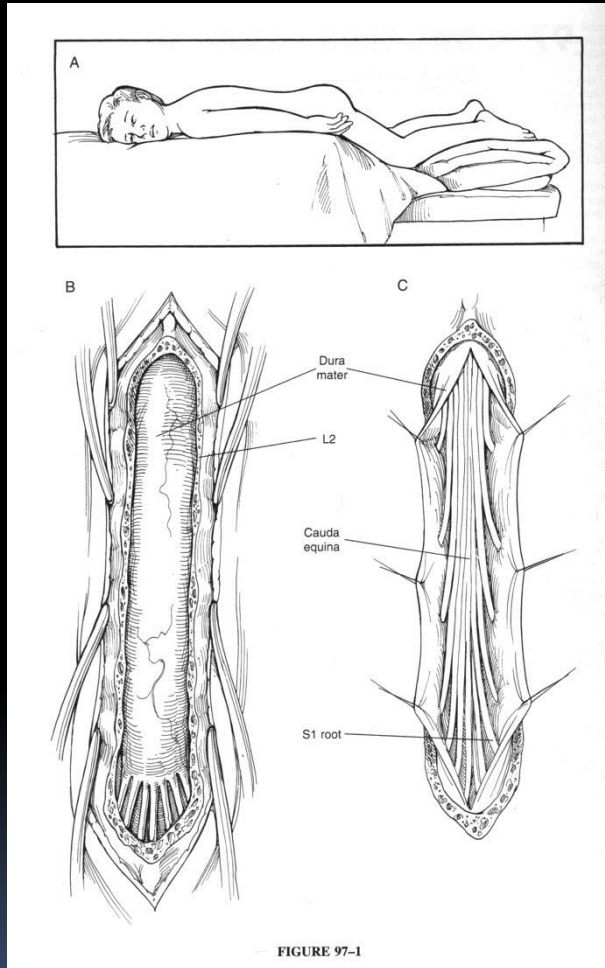 A
B
C
Dura
mater
L2
Cauda
equina
S1 root
FIGURE 97–1